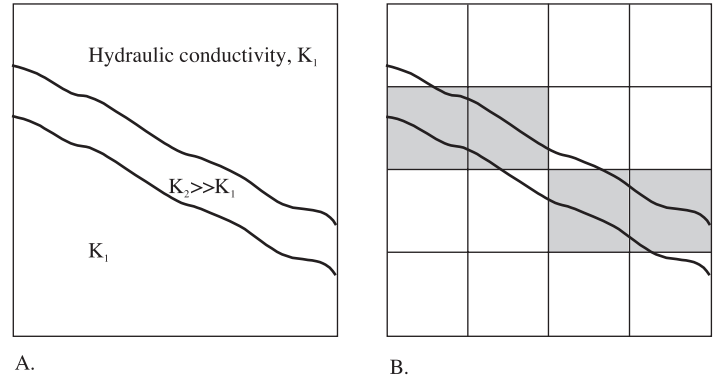 Hydraulic conductivity, K₁
K₂>>K₁
K₁
A.
B.